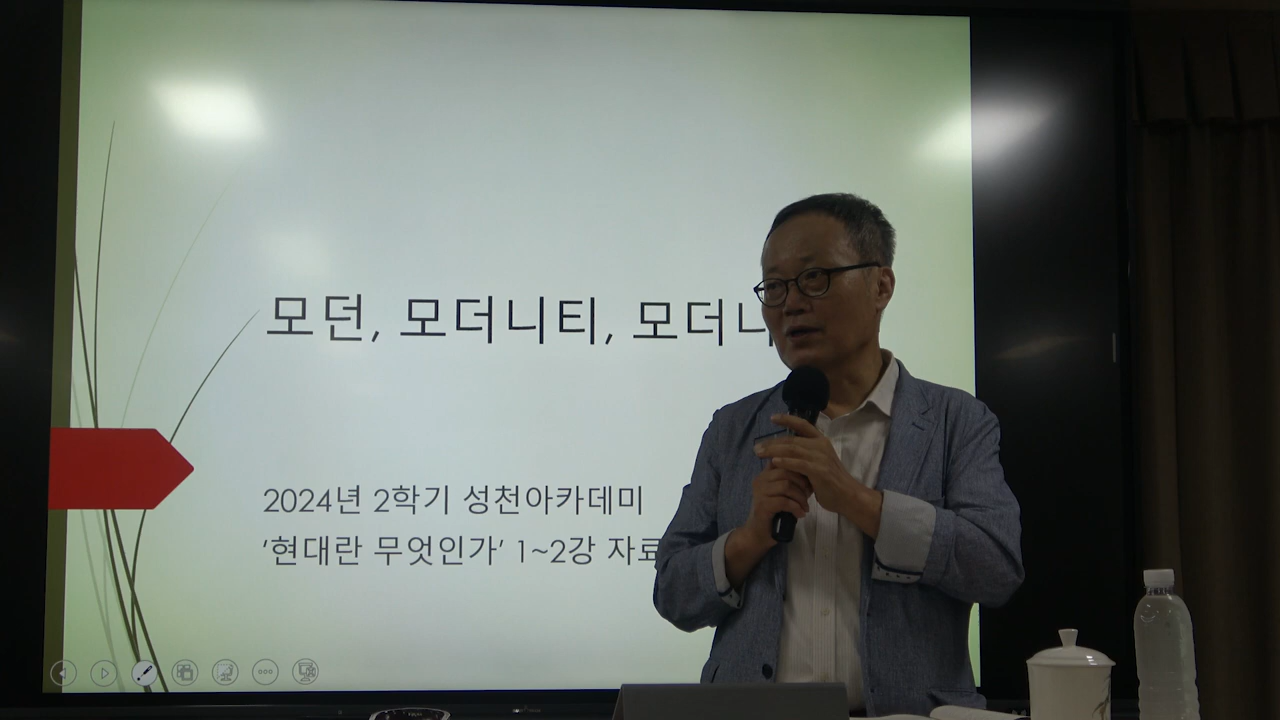 모던, 모더니티, 모더니
2024년 2학기 성천아카데미
'현대란 무엇인가' 1~2강 자료